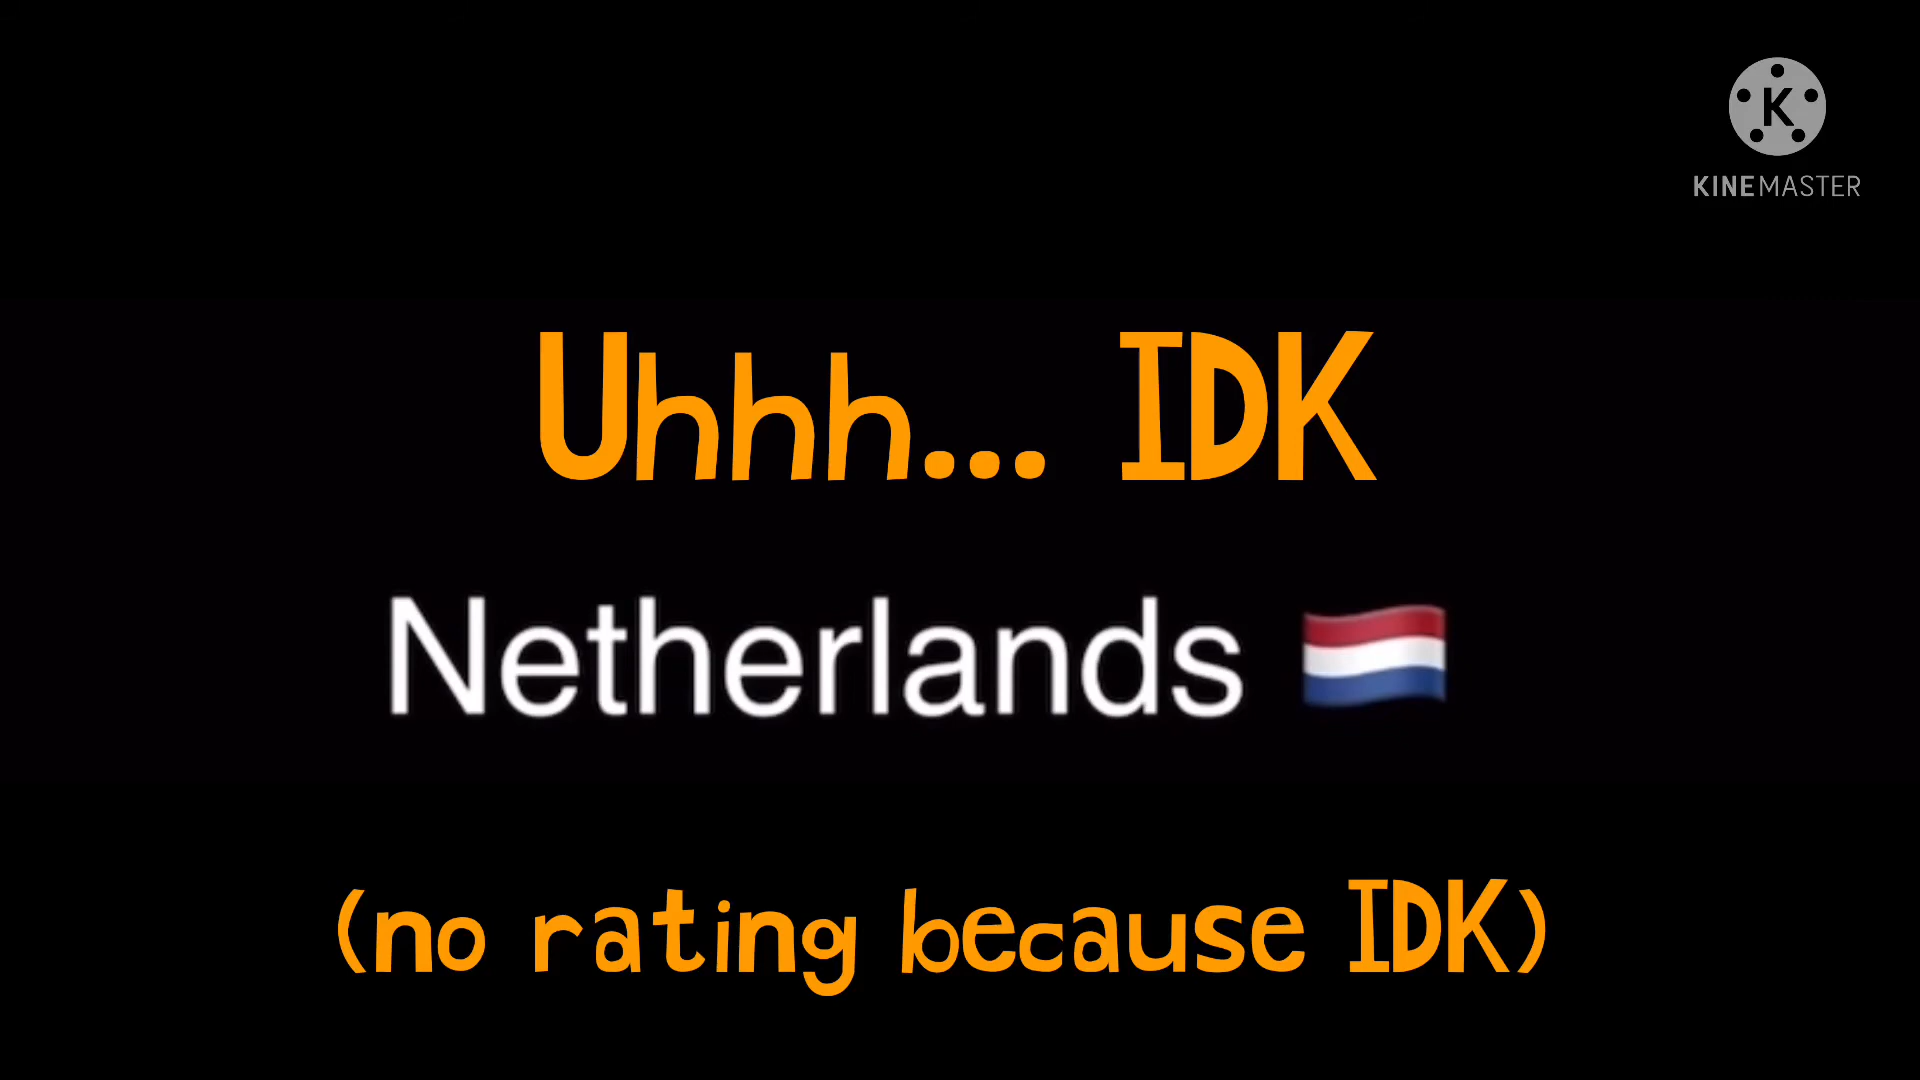 K
KINEMASTER
Uhhh... IDK
Netherlands 🇳🇱
(no rating because IDK)